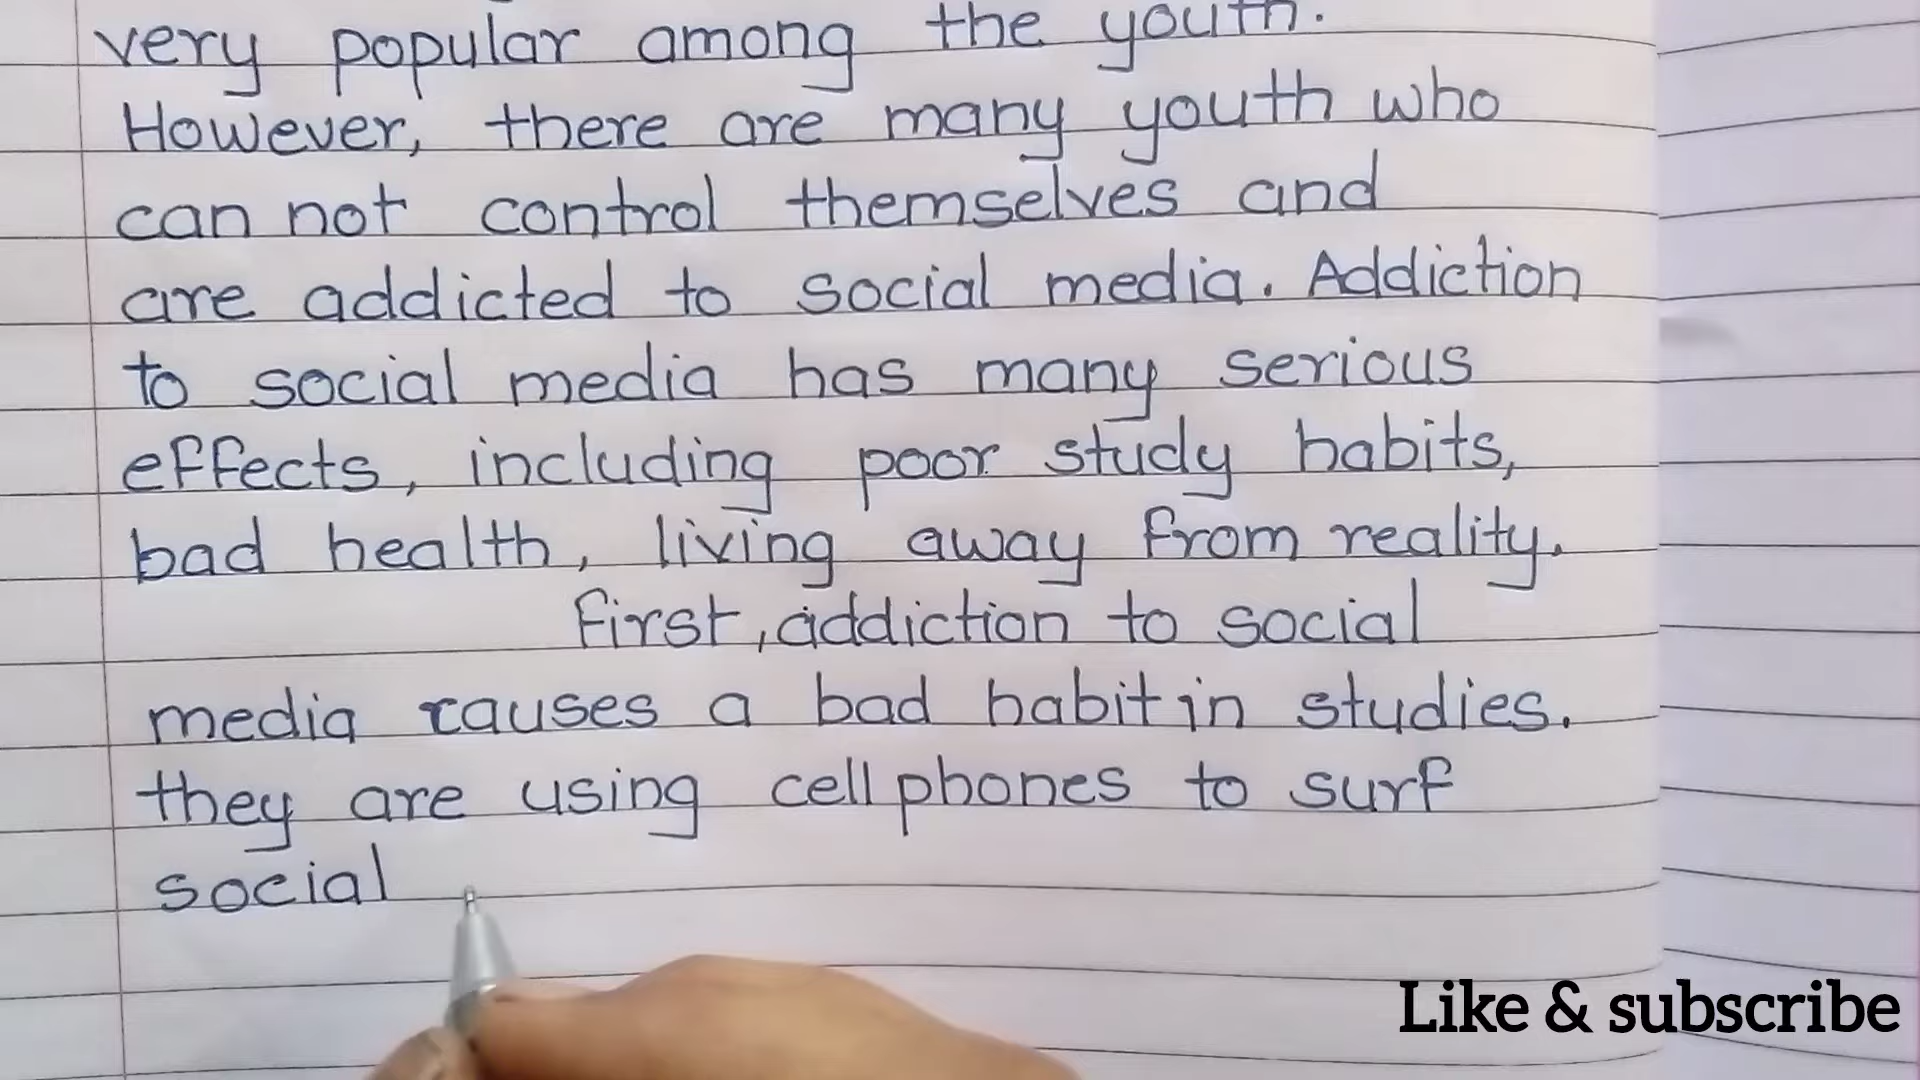 very popular among the youth.
However, there are many youth who
can not control themselves and
are addicted to social media. Addiction
to social media has many serious
effects, including poor study habits,
bad health, living away from reality.
First, addiction to social
media causes a bad habit in studies.
they are using cell phones to surf
social
Like & subscribe